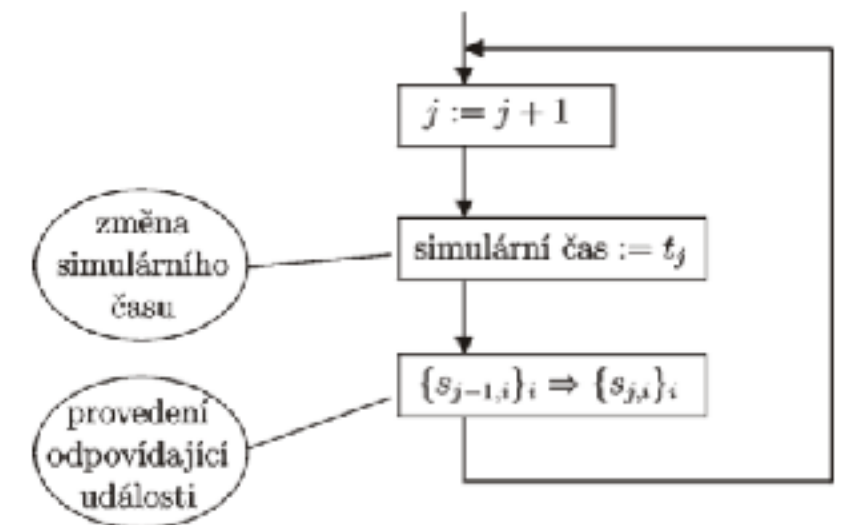 j := j + 1
změna
simulárního
času
simulární čas := t_j
{s_{j−1,i}}_i ⇒ {s_{j,i}}_i
provedení
odpovídající
události